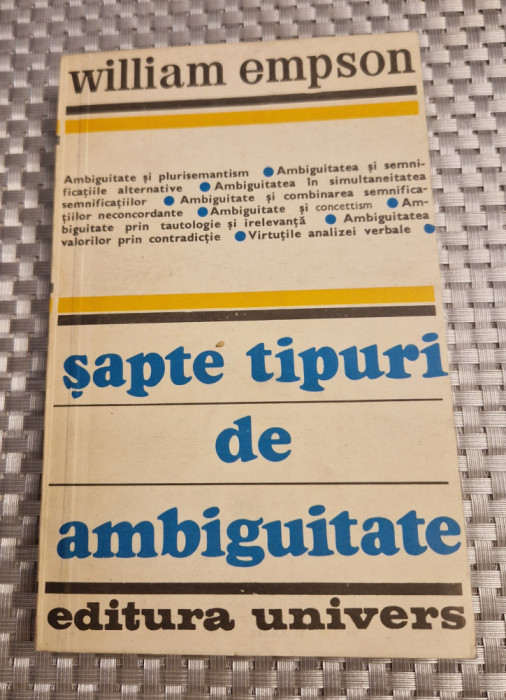 william empson
Ambiguitate și plurisemantism ● Ambiguitatea și semni-
ficațiile alternative ● Ambiguitatea în simultaneitatea
semnificațiilor ● Ambiguitate și combinarea semnifica-
țiilor neconcordante ● Ambiguitate și concettism ● Am-
biguitate prin tautologie și irelevanță ● Ambiguitatea
valorilor prin contradicție ● Virtuțile analizei verbale ●
șapte tipuri
de
ambiguitate
editura univers